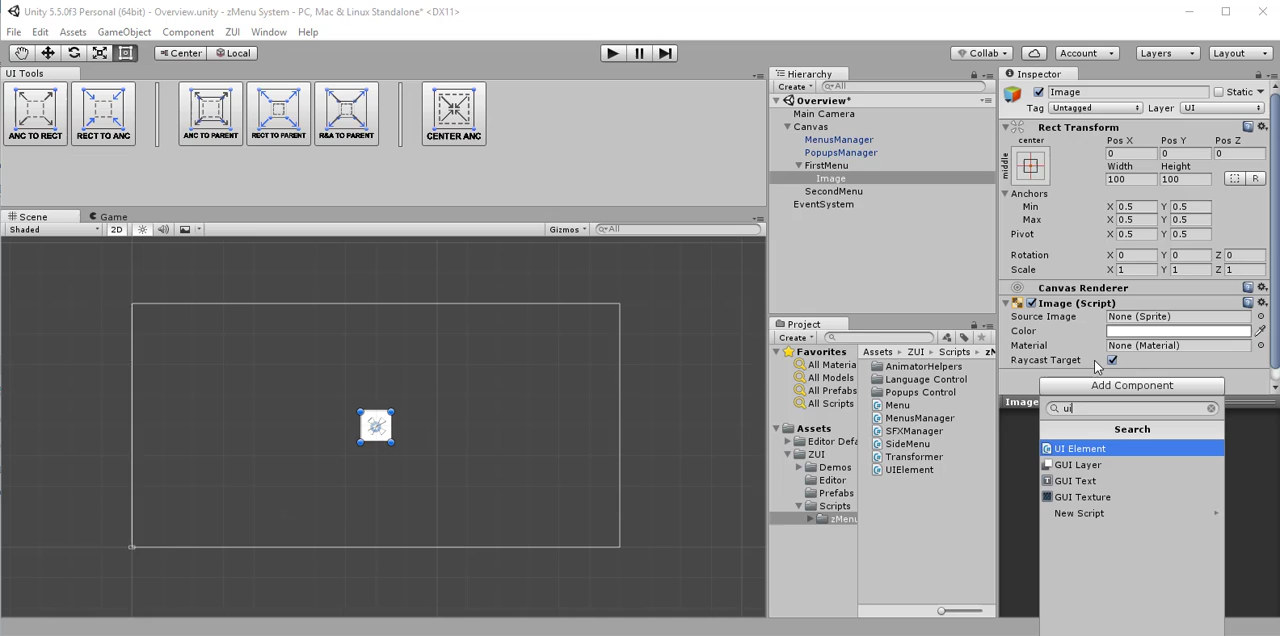 Unity 5.5.0f3 Personal (64bit) - Overview.unity - zMenu System - PC, Mac & Linux Standalone* <DX11>
File Edit Assets GameObject Component ZUI Window Help
Center Local Collab Account Layers Layout
UI Tools
ANC TO RECT RECT TO ANC ANC TO PARENT RECT TO PARENT R&A TO PARENT CENTER ANC
Scene Game
Shaded 2D Gizmos All
Hierarchy
Create All
Overview*
Main Camera
Canvas
MenusManager
PopupsManager
FirstMenu
Image
SecondMenu
EventSystem
Project
Create
Favorites
All Materia
All Models
All Prefabs
All Scripts
Assets
Editor Defa
ZUI
Demos
Editor
Prefabs
Scripts
zMenu
Assets ZUI Scripts zM
AnimatorHelpers
Language Control
Popups Control
Menu
MenusManager
SFXManager
SideMenu
Transformer
UIElement
Inspector
Image Static
Tag Untagged Layer UI
Rect Transform
center Pos X Pos Y Pos Z
middle 0 0 0
Width Height
100 100 R
Anchors
Min X 0.5 Y 0.5
Max X 0.5 Y 0.5
Pivot X 0.5 Y 0.5
Rotation X 0 Y 0 Z 0
Scale X 1 Y 1 Z 1
Canvas Renderer
Image (Script)
Source Image None (Sprite)
Color
Material None (Material)
Raycast Target
Add Component
Image
ui
Search
UI Element
GUI Layer
GUI Text
GUI Texture
New Script